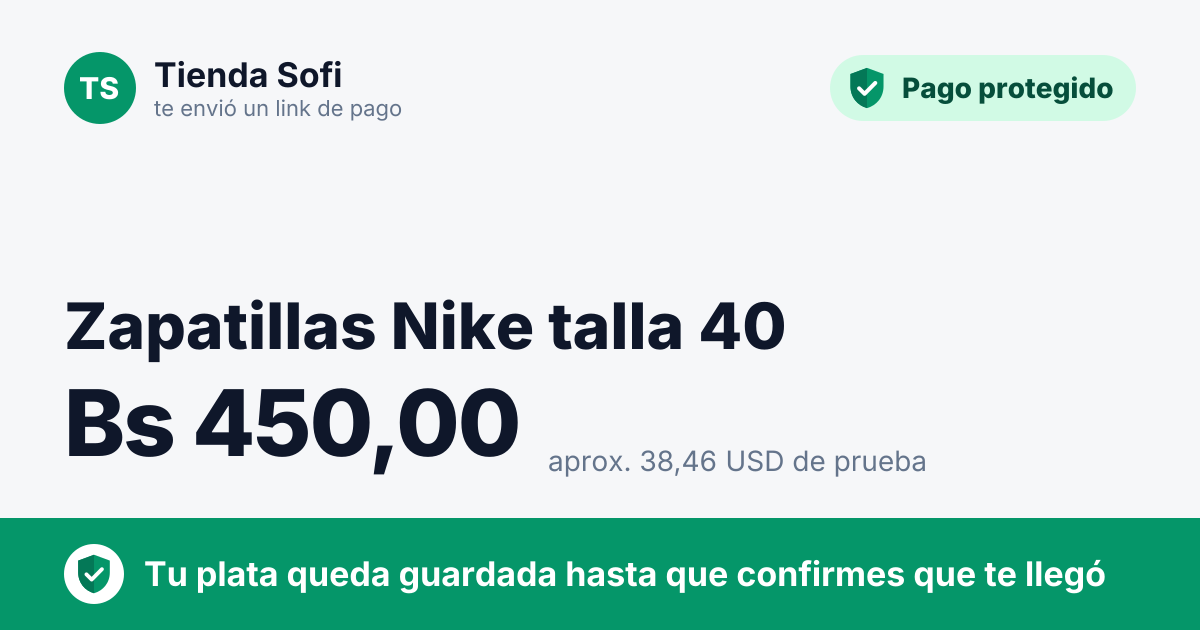 TS
Tienda Sofi
te envió un link de pago
Pago protegido
Zapatillas Nike talla 40
Bs 450,00
aprox. 38,46 USD de prueba
Tu plata queda guardada hasta que confirmes que te llegó